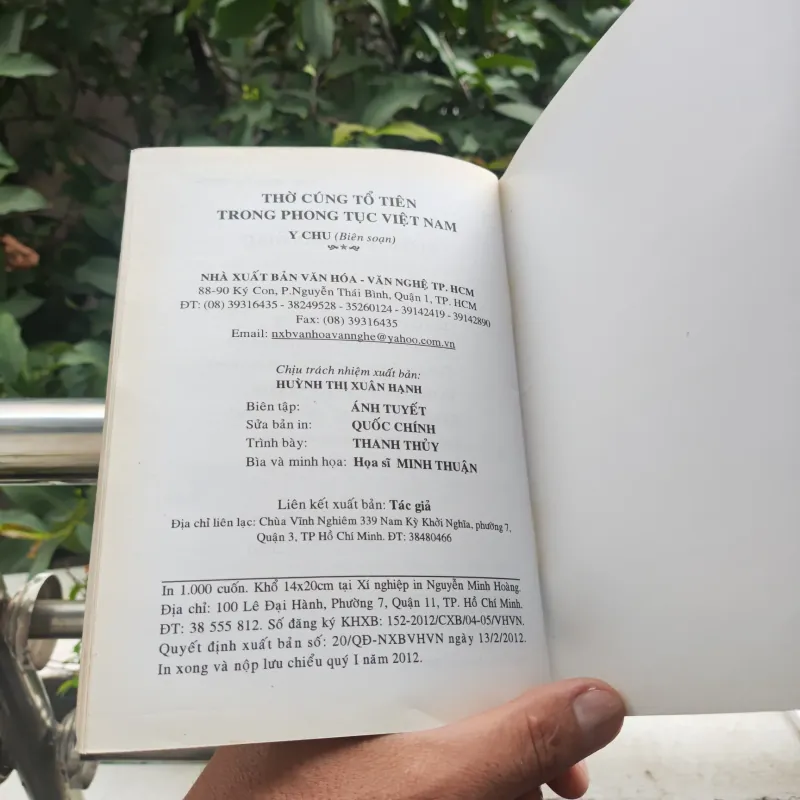 THỜ CÚNG TỔ TIÊN
TRONG PHONG TỤC VIỆT NAM
Y CHU (Biên soạn)
NHÀ XUẤT BẢN VĂN HÓA - VĂN NGHỆ TP. HCM
88-90 Ký Con, P.Nguyễn Thái Bình, Quận 1, TP. HCM
ĐT: (08) 39316435 - 38249528 - 35260124 - 39142419 - 39142890
Fax: (08) 39316435
Email: nxbvanhoavannghe@yahoo.com.vn
Chịu trách nhiệm xuất bản:
HUỲNH THỊ XUÂN HẠNH
Biên tập: ÁNH TUYẾT
Sửa bản in: QUỐC CHÍNH
Trình bày: THANH THỦY
Bìa và minh họa: Họa sĩ MINH THUẬN
Liên kết xuất bản: Tác giả
Địa chỉ liên lạc: Chùa Vĩnh Nghiêm 339 Nam Kỳ Khởi Nghĩa, phường 7,
Quận 3, TP Hồ Chí Minh. ĐT: 38480466
In 1.000 cuốn. Khổ 14x20cm tại Xí nghiệp in Nguyễn Minh Hoàng.
Địa chỉ: 100 Lê Đại Hành, Phường 7, Quận 11, TP. Hồ Chí Minh.
ĐT: 38 555 812. Số đăng ký KHXB: 152-2012/CXB/04-05/VHVN.
Quyết định xuất bản số: 20/QĐ-NXBVHVN ngày 13/2/2012.
In xong và nộp lưu chiểu quý I năm 2012.